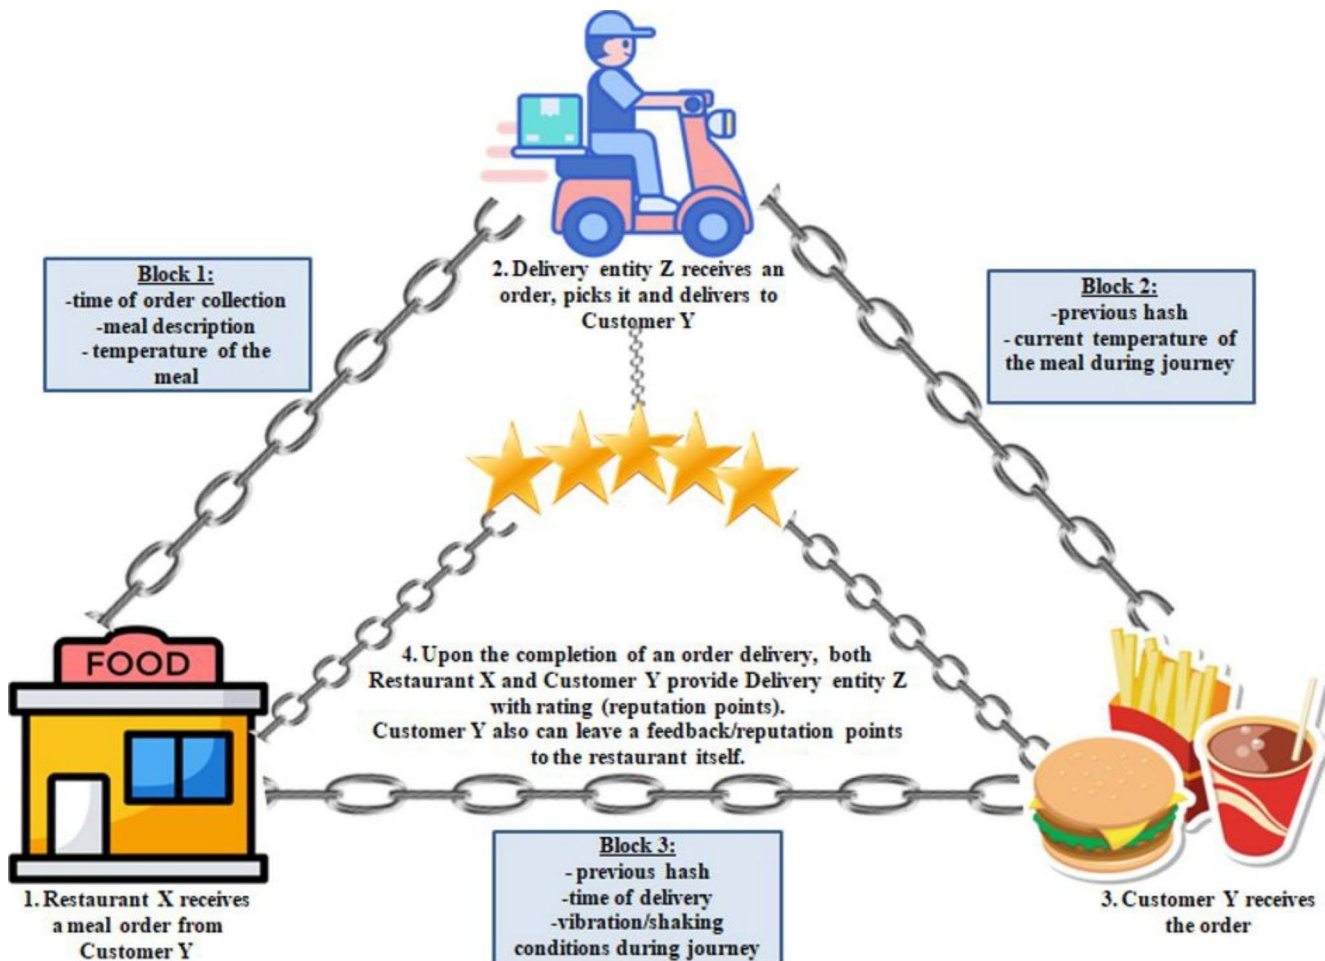 2. Delivery entity Z receives an
order, picks it and delivers to
Customer Y
Block 1:
-time of order collection
-meal description
- temperature of the
meal
Block 2:
-previous hash
- current temperature of
the meal during journey
FOOD
4. Upon the completion of an order delivery, both
Restaurant X and Customer Y provide Delivery entity Z
with rating (reputation points).
Customer Y also can leave a feedback/reputation points
to the restaurant itself.
Block 3:
- previous hash
-time of delivery
-vibration/shaking
conditions during journey
1. Restaurant X receives
a meal order from
Customer Y
3. Customer Y receives
the order